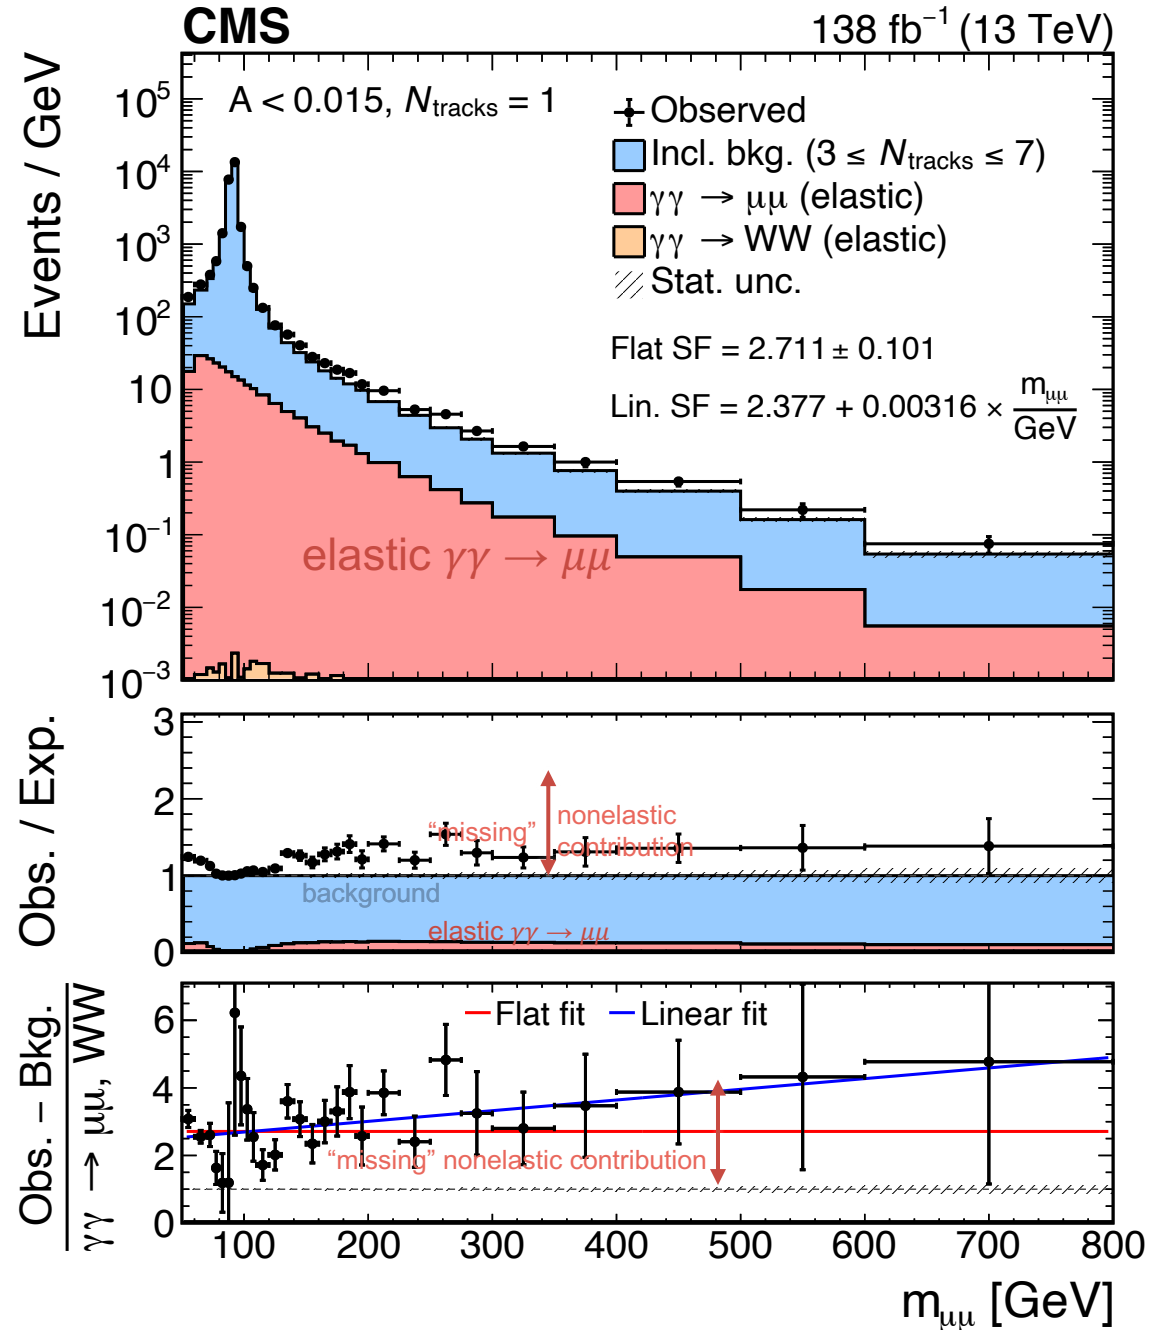 CMS 138 fb⁻¹ (13 TeV)
Events / GeV
A < 0.015, N_tracks = 1
Observed
Incl. bkg. (3 ≤ N_tracks ≤ 7)
γγ → μμ (elastic)
γγ → WW (elastic)
Stat. unc.
Flat SF = 2.711 ± 0.101
Lin. SF = 2.377 + 0.00316 × m_μμ / GeV
10⁵
10⁴
10³
10²
10
1
10⁻¹
10⁻²
10⁻³
elastic γγ → μμ
Obs. / Exp.
3
2
1
0
"missing" nonelastic
contribution
background
elastic γγ → μμ
Obs. – Bkg.
γγ → μμ, WW
6
4
2
0
Flat fit Linear fit
"missing" nonelastic contribution
100 200 300 400 500 600 700 800
m_μμ [GeV]